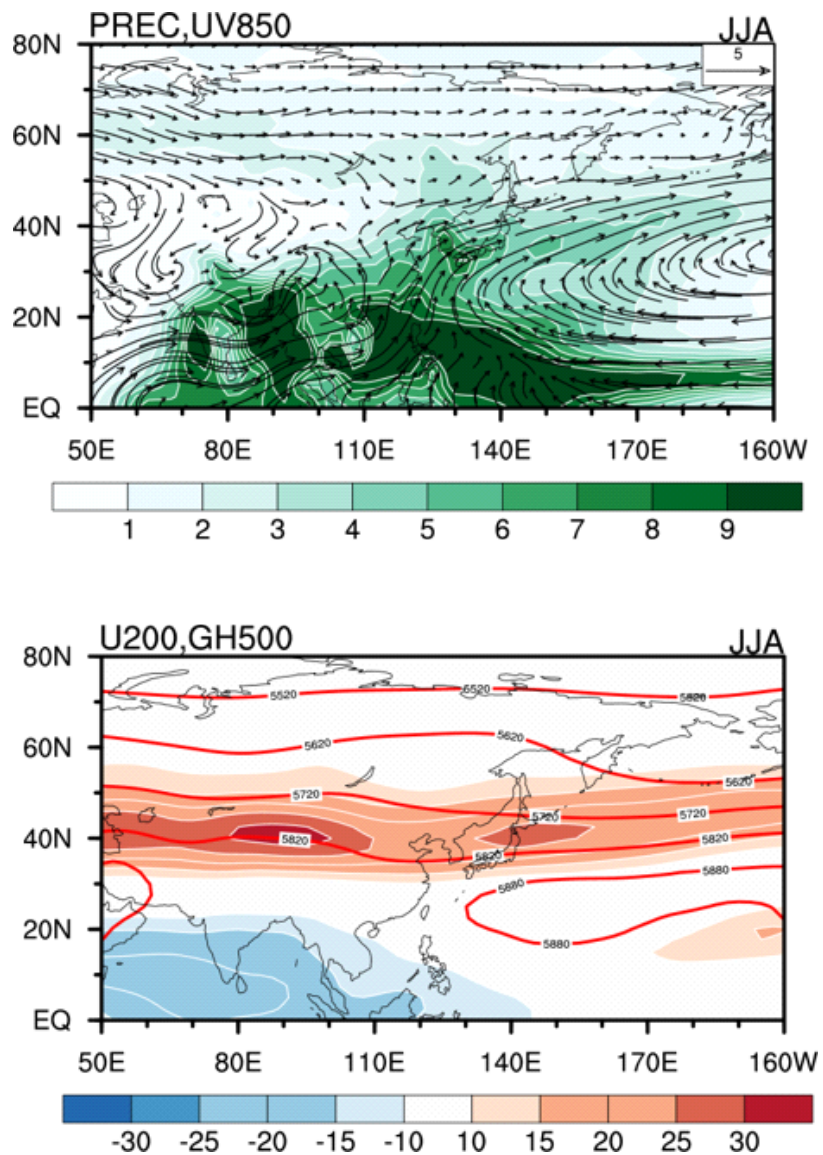 PREC,UV850 JJA
5
80N
60N
40N
20N
EQ
50E 80E 110E 140E 170E 160W
1 2 3 4 5 6 7 8 9
U200,GH500 JJA
80N
5520 5520 5820
60N
5620 5620
5620
5720
5720 5720
40N
5820 5820
5820
5880 5880
20N
5880
EQ
50E 80E 110E 140E 170E 160W
-30 -25 -20 -15 -10 10 15 20 25 30